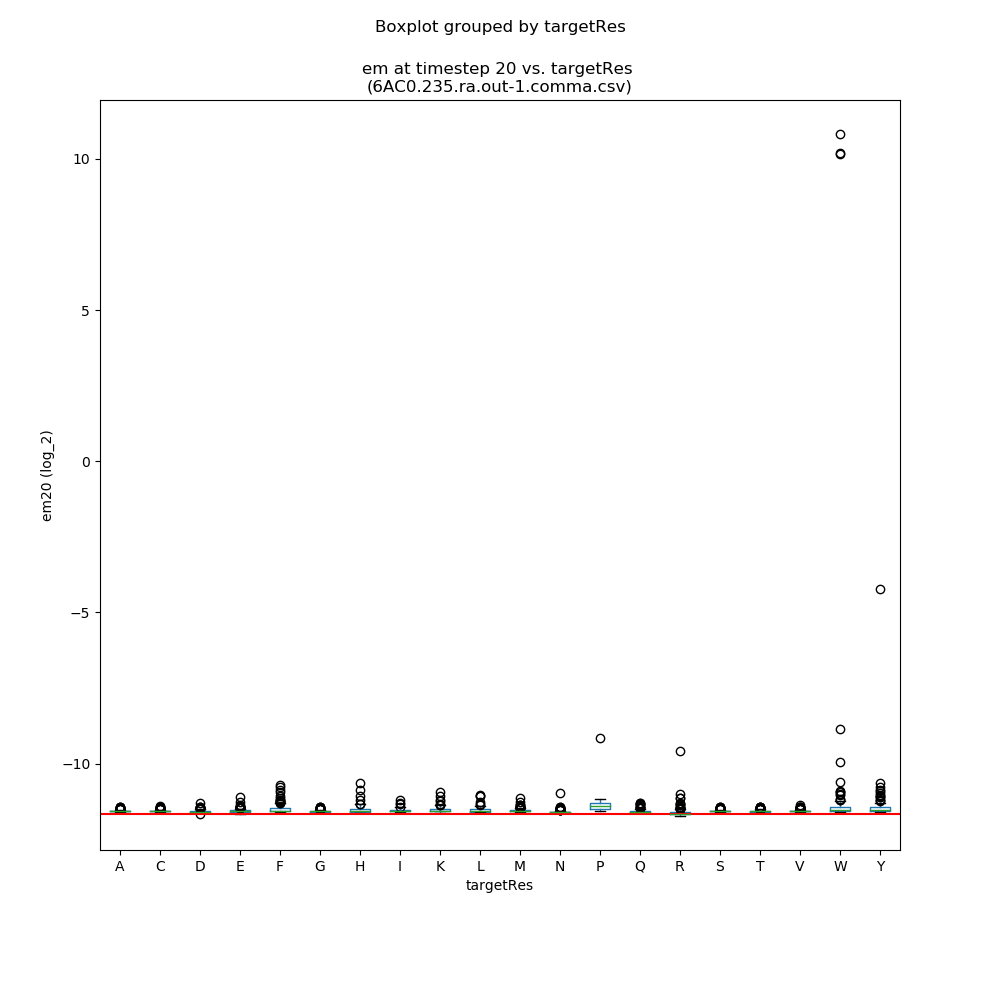 Boxplot grouped by targetRes
em at timestep 20 vs. targetRes
(6AC0.235.ra.out-1.comma.csv)
10
5
0
−5
−10
em20 (log_2)
A C D E F G H I K L M N P Q R S T V W Y
targetRes